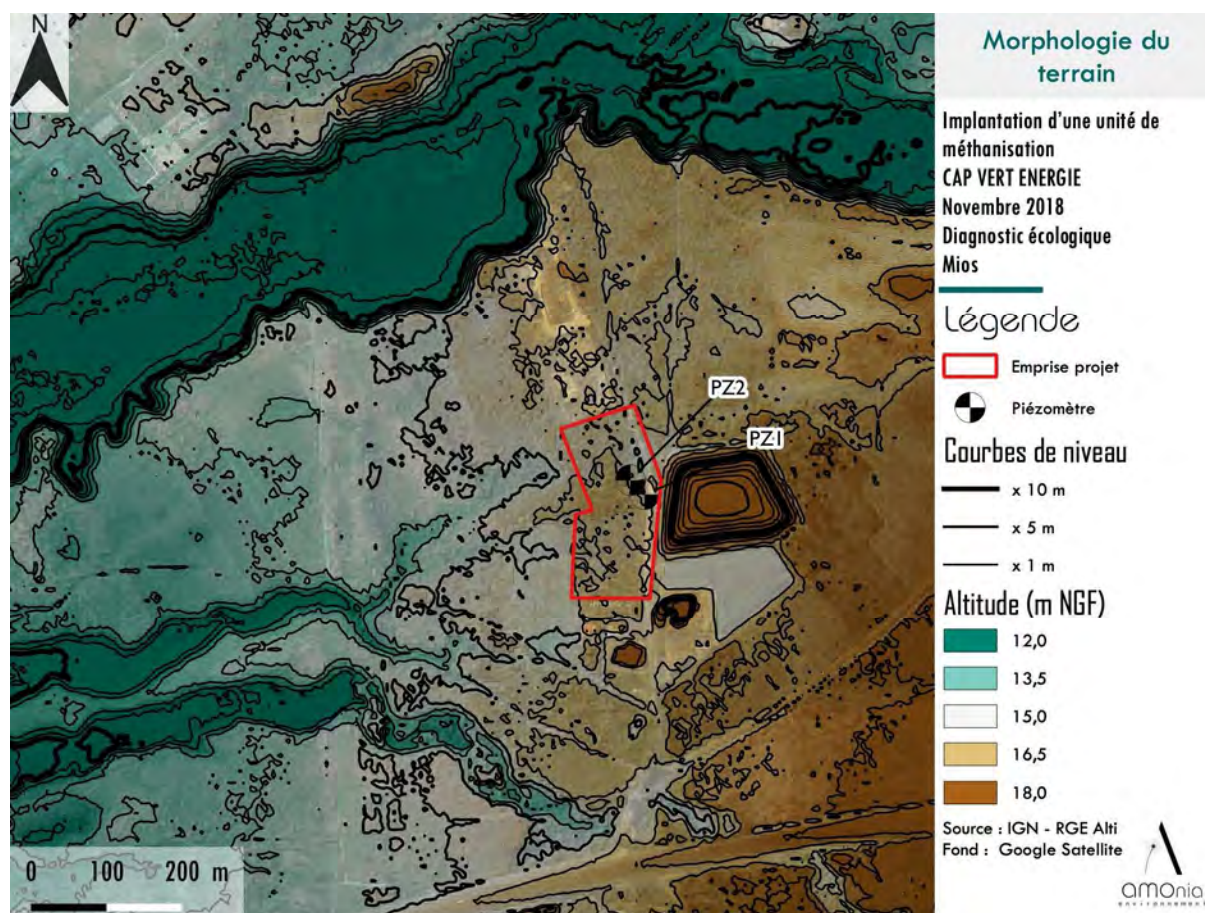 N
Morphologie du
terrain
Implantation d'une unité de
méthanisation
CAP VERT ENERGIE
Novembre 2018
Diagnostic écologique
Mios
Légende
Emprise projet
Piézomètre
Courbes de niveau
x 10 m
x 5 m
x 1 m
Altitude (m NGF)
12,0
13,5
15,0
16,5
18,0
Source : IGN - RGE Alti
Fond : Google Satellite
amonia
environnement
PZ2
PZ1
0 100 200 m